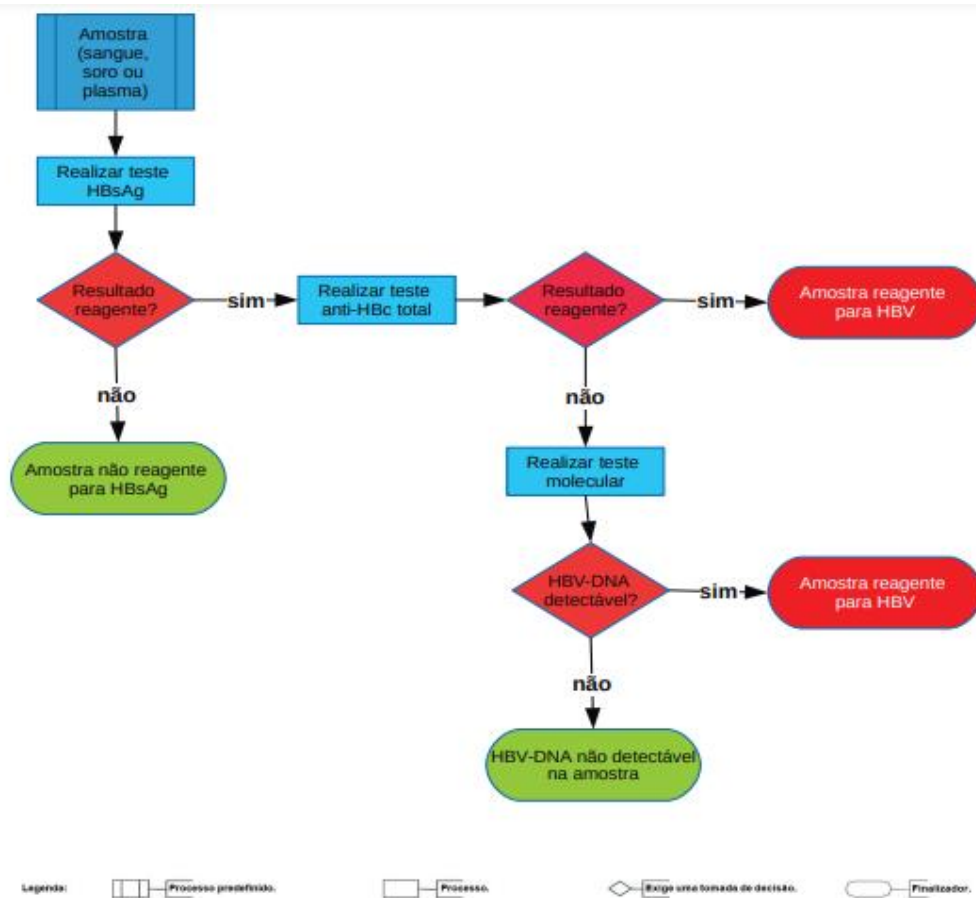 Amostra
(sangue,
soro ou
plasma)
Realizar teste
HBsAg
Resultado
reagente?
sim
Realizar teste
anti-HBc total
Resultado
reagente?
sim
Amostra reagente
para HBV
não
não
Amostra não reagente
para HBsAg
Realizar teste
molecular
HBV-DNA
detectável?
sim
Amostra reagente
para HBV
não
HBV-DNA não detectável
na amostra
Legenda:
Processo predefinido.
Processo.
Exige uma tomada de decisão.
Finalizador.